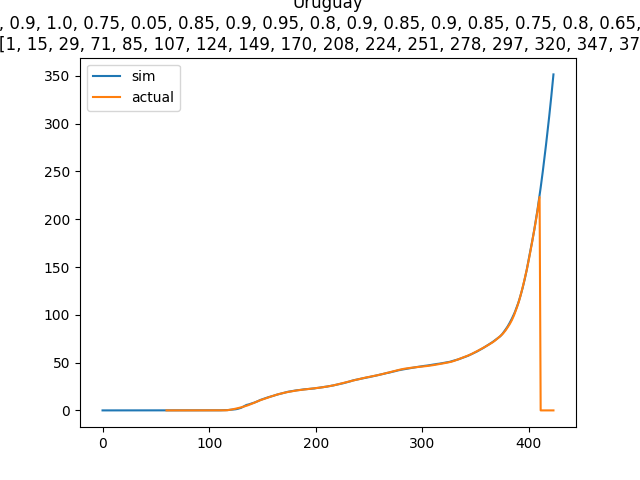 Uruguay
, 0.9, 1.0, 0.75, 0.05, 0.85, 0.9, 0.95, 0.8, 0.9, 0.85, 0.9, 0.85, 0.75, 0.8, 0.65,
[1, 15, 29, 71, 85, 107, 124, 149, 170, 208, 224, 251, 278, 297, 320, 347, 37
sim
actual
350
300
250
200
150
100
50
0
0 100 200 300 400